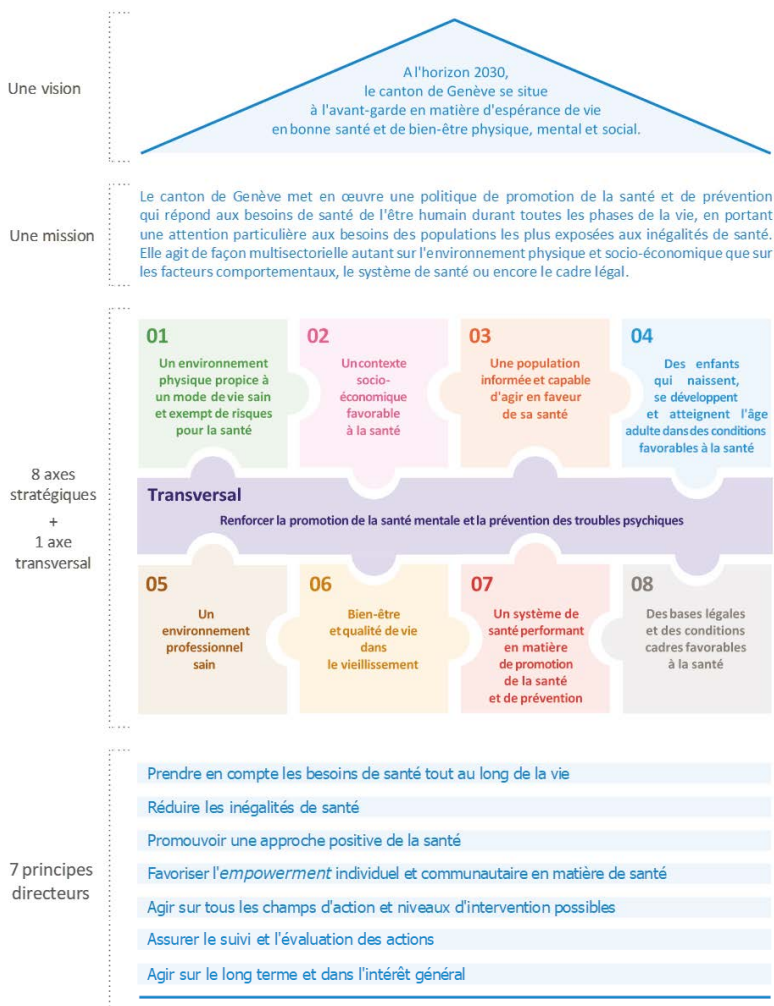 Une vision
A l'horizon 2030,
le canton de Genève se situe
à l'avant-garde en matière d'espérance de vie
en bonne santé et de bien-être physique, mental et social.
Une mission
Le canton de Genève met en œuvre une politique de promotion de la santé et de prévention
qui répond aux besoins de santé de l'être humain durant toutes les phases de la vie, en portant
une attention particulière aux besoins des populations les plus exposées aux inégalités de santé.
Elle agit de façon multisectorielle autant sur l'environnement physique et socio-économique que sur
les facteurs comportementaux, le système de santé ou encore le cadre légal.
8 axes
stratégiques
+
1 axe
transversal
01
Un environnement
physique propice à
un mode de vie sain
et exempt de risques
pour la santé
02
Un contexte
socio-
économique
favorable
à la santé
03
Une population
informée et capable
d'agir en faveur
de sa santé
04
Des enfants
qui naissent,
se développent
et atteignent l'âge
adulte dans des conditions
favorables à la santé
Transversal
Renforcer la promotion de la santé mentale et la prévention des troubles psychiques
05
Un
environnement
professionnel
sain
06
Bien-être
et qualité de vie
dans
le vieillissement
07
Un système de
santé performant
en matière
de promotion
de la santé
et de prévention
08
Des bases légales
et des conditions
cadres favorables
à la santé
7 principes
directeurs
Prendre en compte les besoins de santé tout au long de la vie
Réduire les inégalités de santé
Promouvoir une approche positive de la santé
Favoriser l'empowerment individuel et communautaire en matière de santé
Agir sur tous les champs d'action et niveaux d'intervention possibles
Assurer le suivi et l'évaluation des actions
Agir sur le long terme et dans l'intérêt général